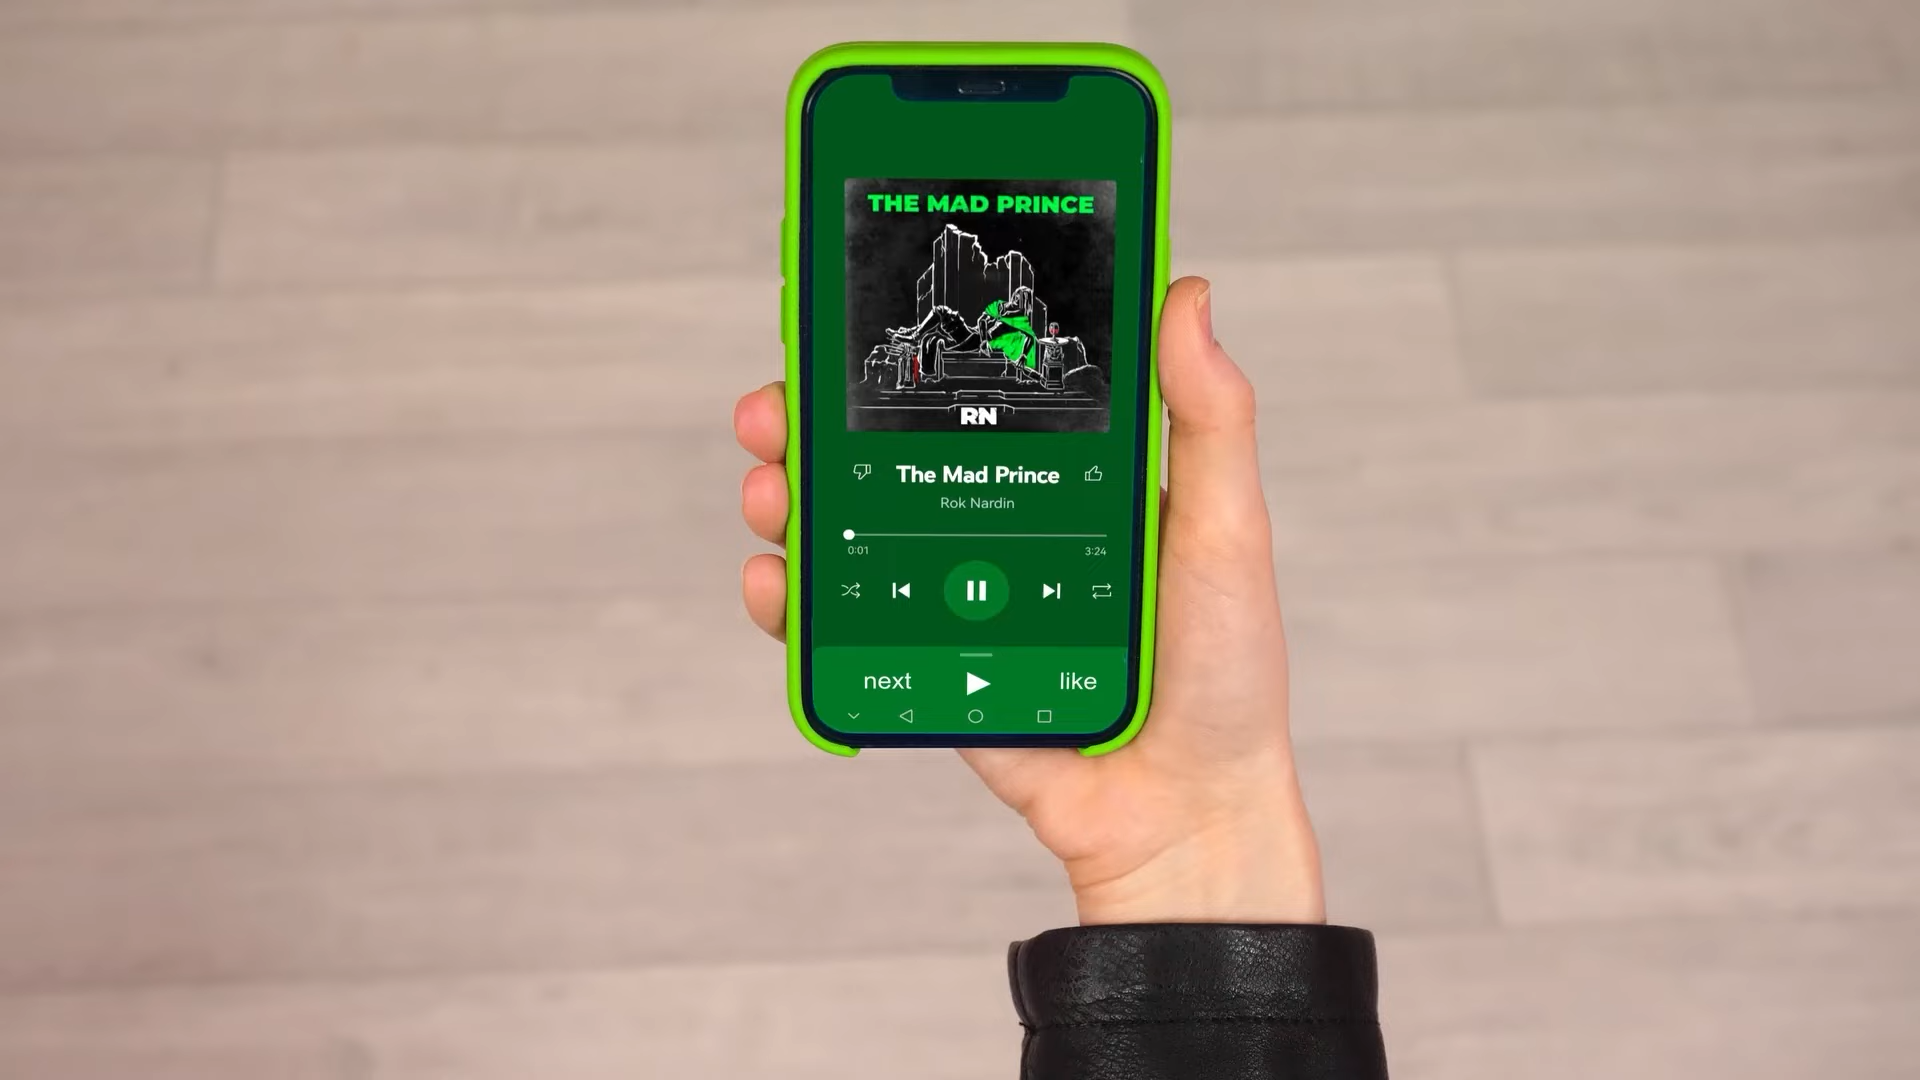 THE MAD PRINCE
RN
The Mad Prince
Rok Nardin
0:01
3:24
next
like